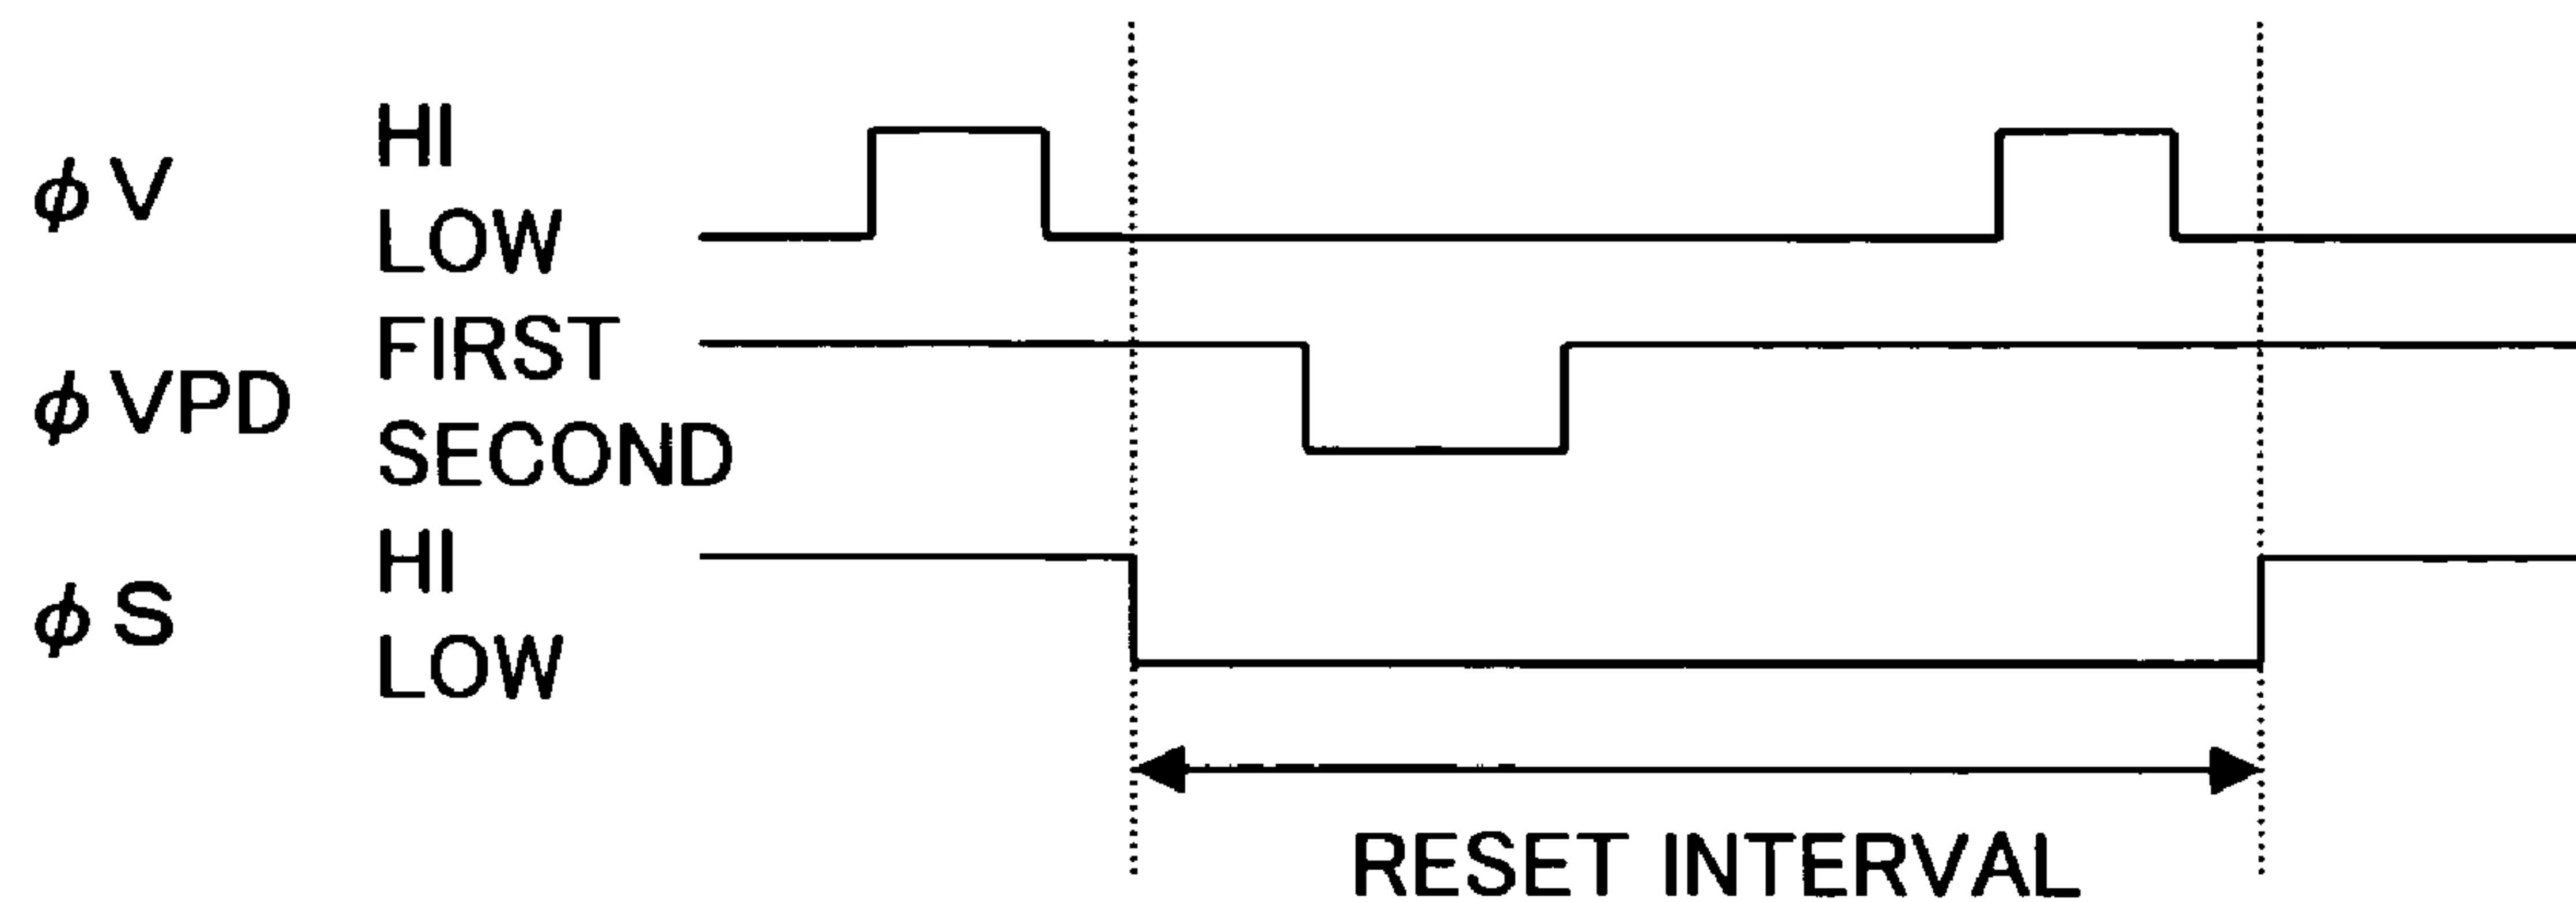 ϕV
HI
LOW
ϕVPD
FIRST
SECOND
ϕS
HI
LOW
RESET INTERVAL